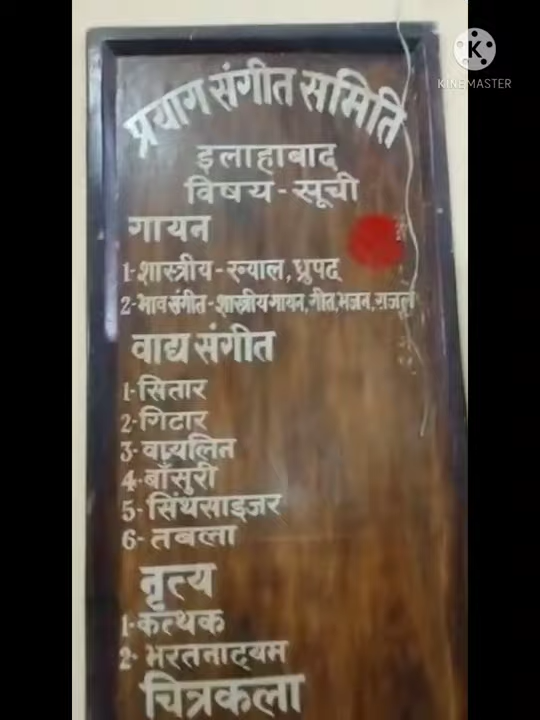 KINEMASTER
प्रयाग संगीत समिति
इलाहाबाद
विषय-सूची
गायन
1-शास्त्रीय-ख्याल, ध्रुपद
2-भाव संगीत-शास्त्रीय गायन, गीत, भजन, गजल
वाद्य संगीत
1-सितार
2-गिटार
3-वायलिन
4-बाँसुरी
5-सिंथसाइजर
6-तबला
नृत्य
1-कत्थक
2-भरतनाट्यम
चित्रकला